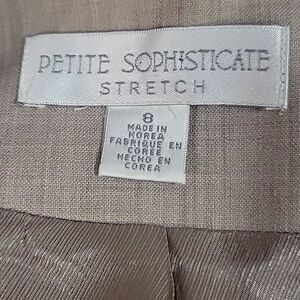 PETITE SOPHISTICATE
STRETCH
8
MADE IN
KOREA
FABRIQUE EN
COREE
HECHO EN
COREA